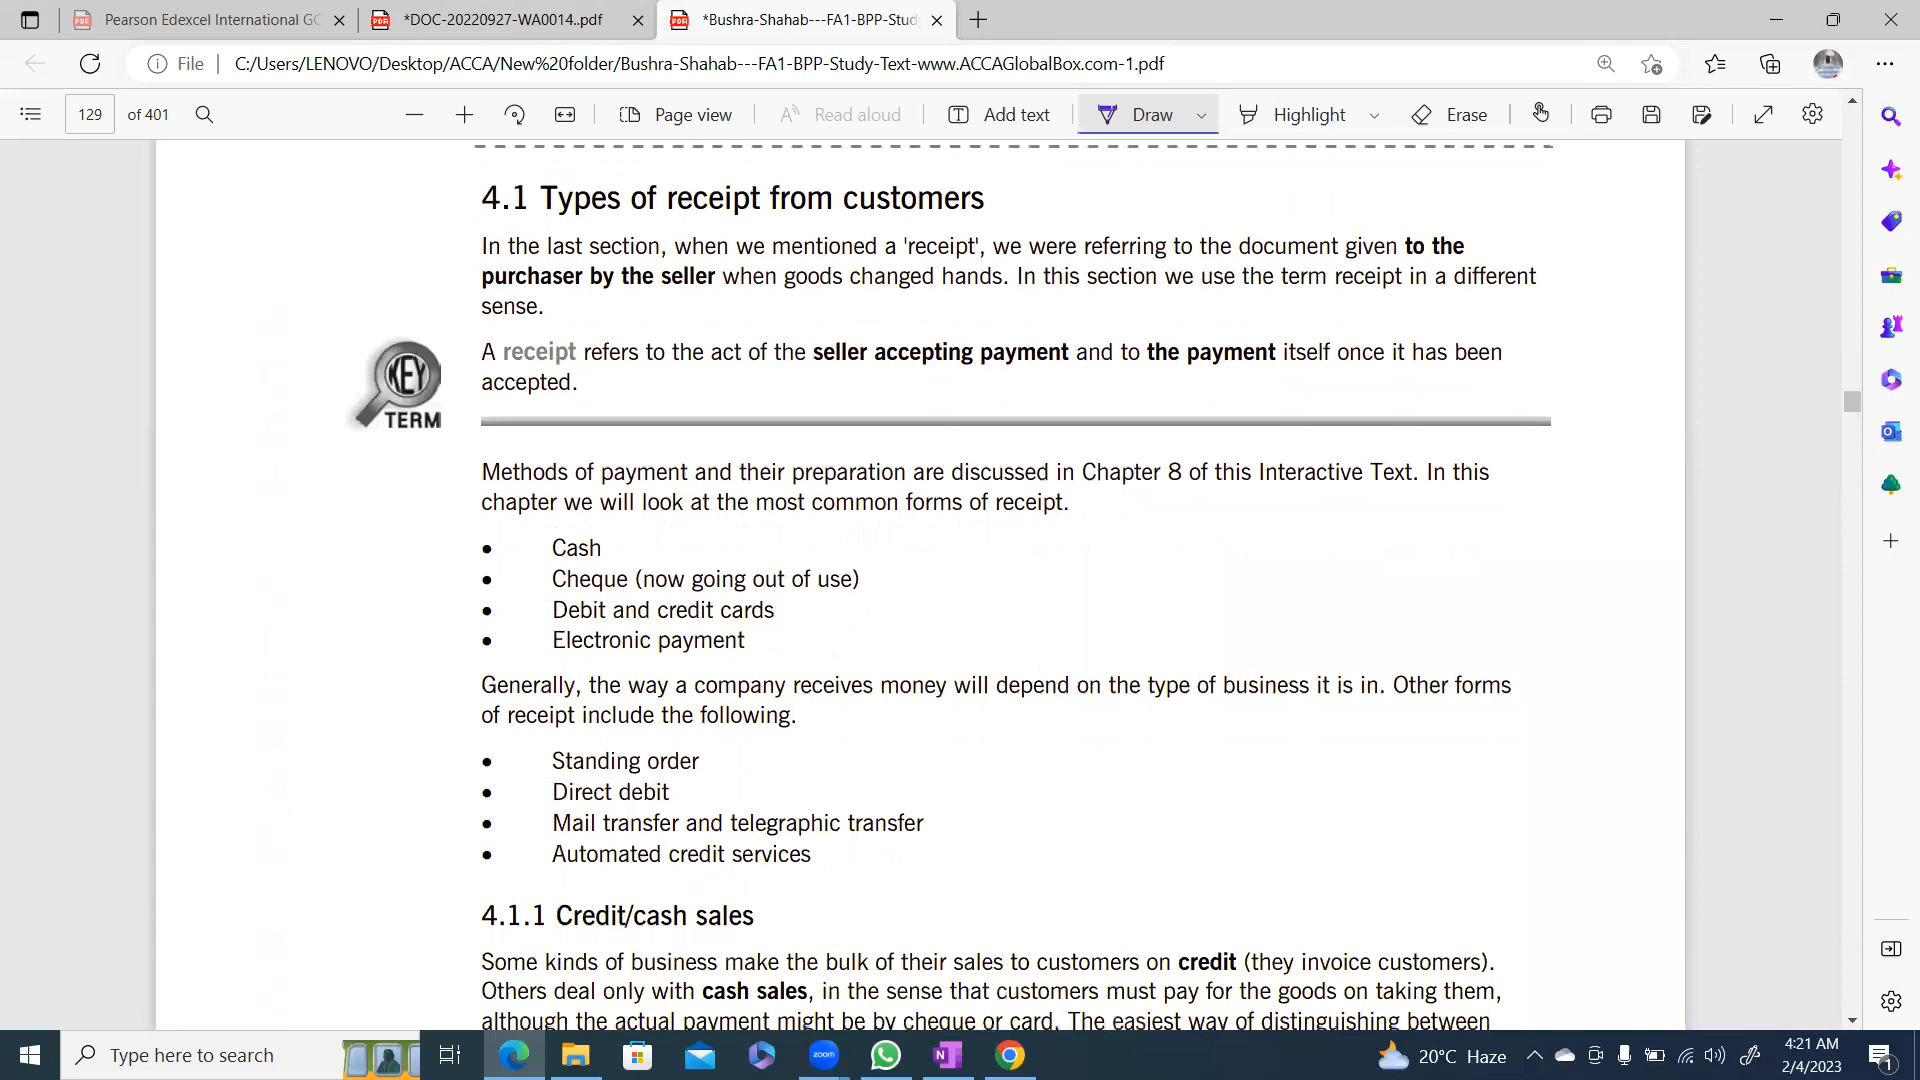 Pearson Edexcel International GC
*DOC-20220927-WA0014..pdf
*Bushra-Shahab---FA1-BPP-Stud
File
C:/Users/LENOVO/Desktop/ACCA/New%20folder/Bushra-Shahab---FA1-BPP-Study-Text-www.ACCAGlobalBox.com-1.pdf
129 of 401
Page view
Read aloud
Add text
Draw
Highlight
Erase
4.1 Types of receipt from customers
In the last section, when we mentioned a 'receipt', we were referring to the document given to the
purchaser by the seller when goods changed hands. In this section we use the term receipt in a different
sense.
KEY
TERM
A receipt refers to the act of the seller accepting payment and to the payment itself once it has been
accepted.
Methods of payment and their preparation are discussed in Chapter 8 of this Interactive Text. In this
chapter we will look at the most common forms of receipt.
• Cash
• Cheque (now going out of use)
• Debit and credit cards
• Electronic payment
Generally, the way a company receives money will depend on the type of business it is in. Other forms
of receipt include the following.
• Standing order
• Direct debit
• Mail transfer and telegraphic transfer
• Automated credit services
4.1.1 Credit/cash sales
Some kinds of business make the bulk of their sales to customers on credit (they invoice customers).
Others deal only with cash sales, in the sense that customers must pay for the goods on taking them,
although the actual payment might be by cheque or card. The easiest way of distinguishing between
Type here to search
zoom
20°C Haze
4:21 AM
2/4/2023
1